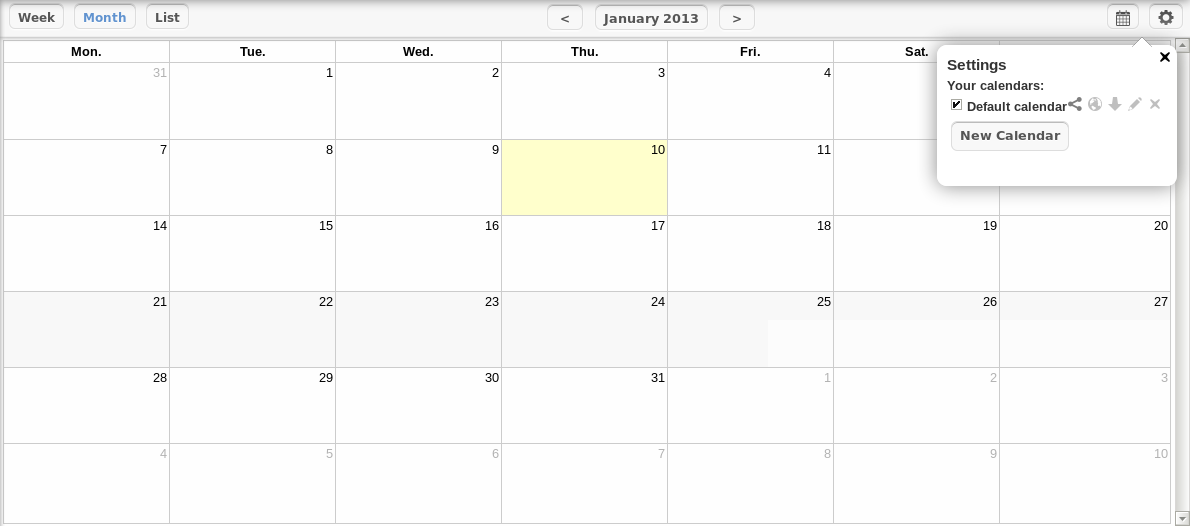 Week Month List < January 2013 >
Mon. Tue. Wed. Thu. Fri. Sat.
Settings
Your calendars:
Default calendar
New Calendar
31 1 2 3 4
7 8 9 10 11
14 15 16 17 18 19 20
21 22 23 24 25 26 27
28 29 30 31 1 2 3
4 5 6 7 8 9 10